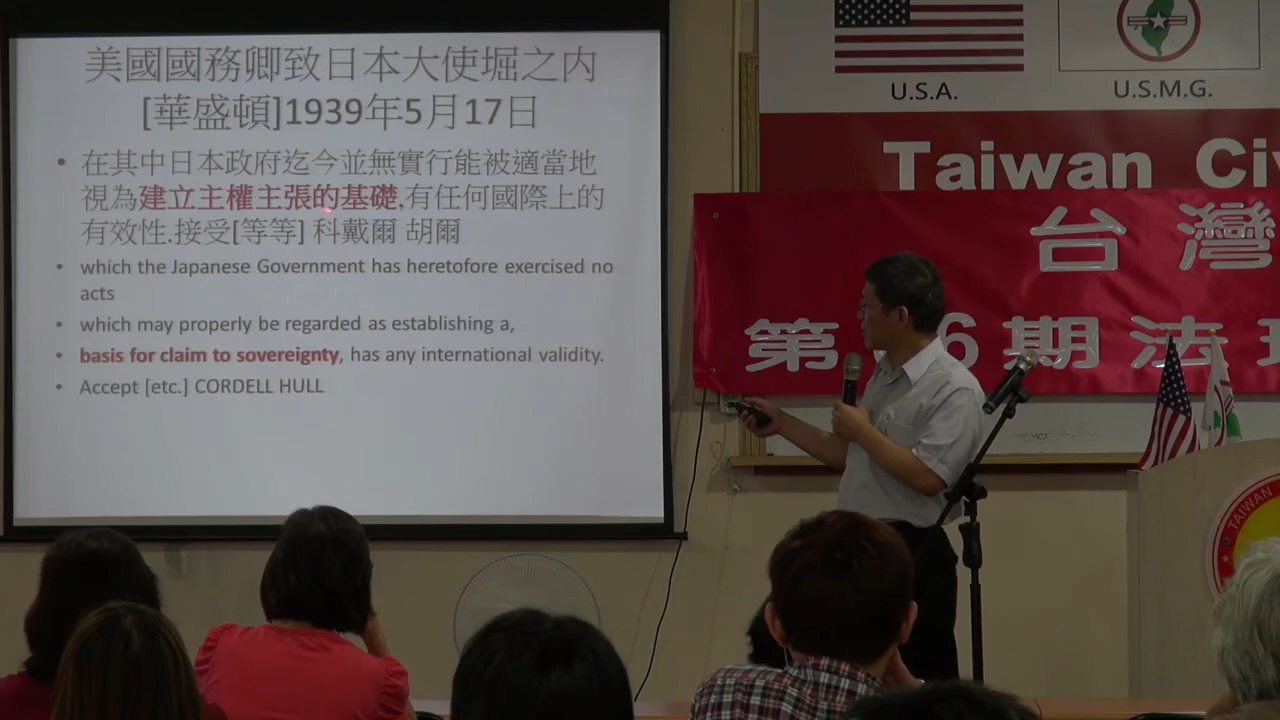 美國國務卿致日本大使堀之内
[華盛頓]1939年5月17日
• 在其中日本政府迄今並無實行能被適當地
視為建立主權主張的基礎,有任何國際上的
有效性.接受[等等] 科戴爾 胡爾
• which the Japanese Government has heretofore exercised no
acts
• which may properly be regarded as establishing a,
• basis for claim to sovereignty, has any international validity.
• Accept [etc.] CORDELL HULL
U.S.A.
U.S.M.G.
Taiwan Civ
台灣
第 6期法理
TAIWAN